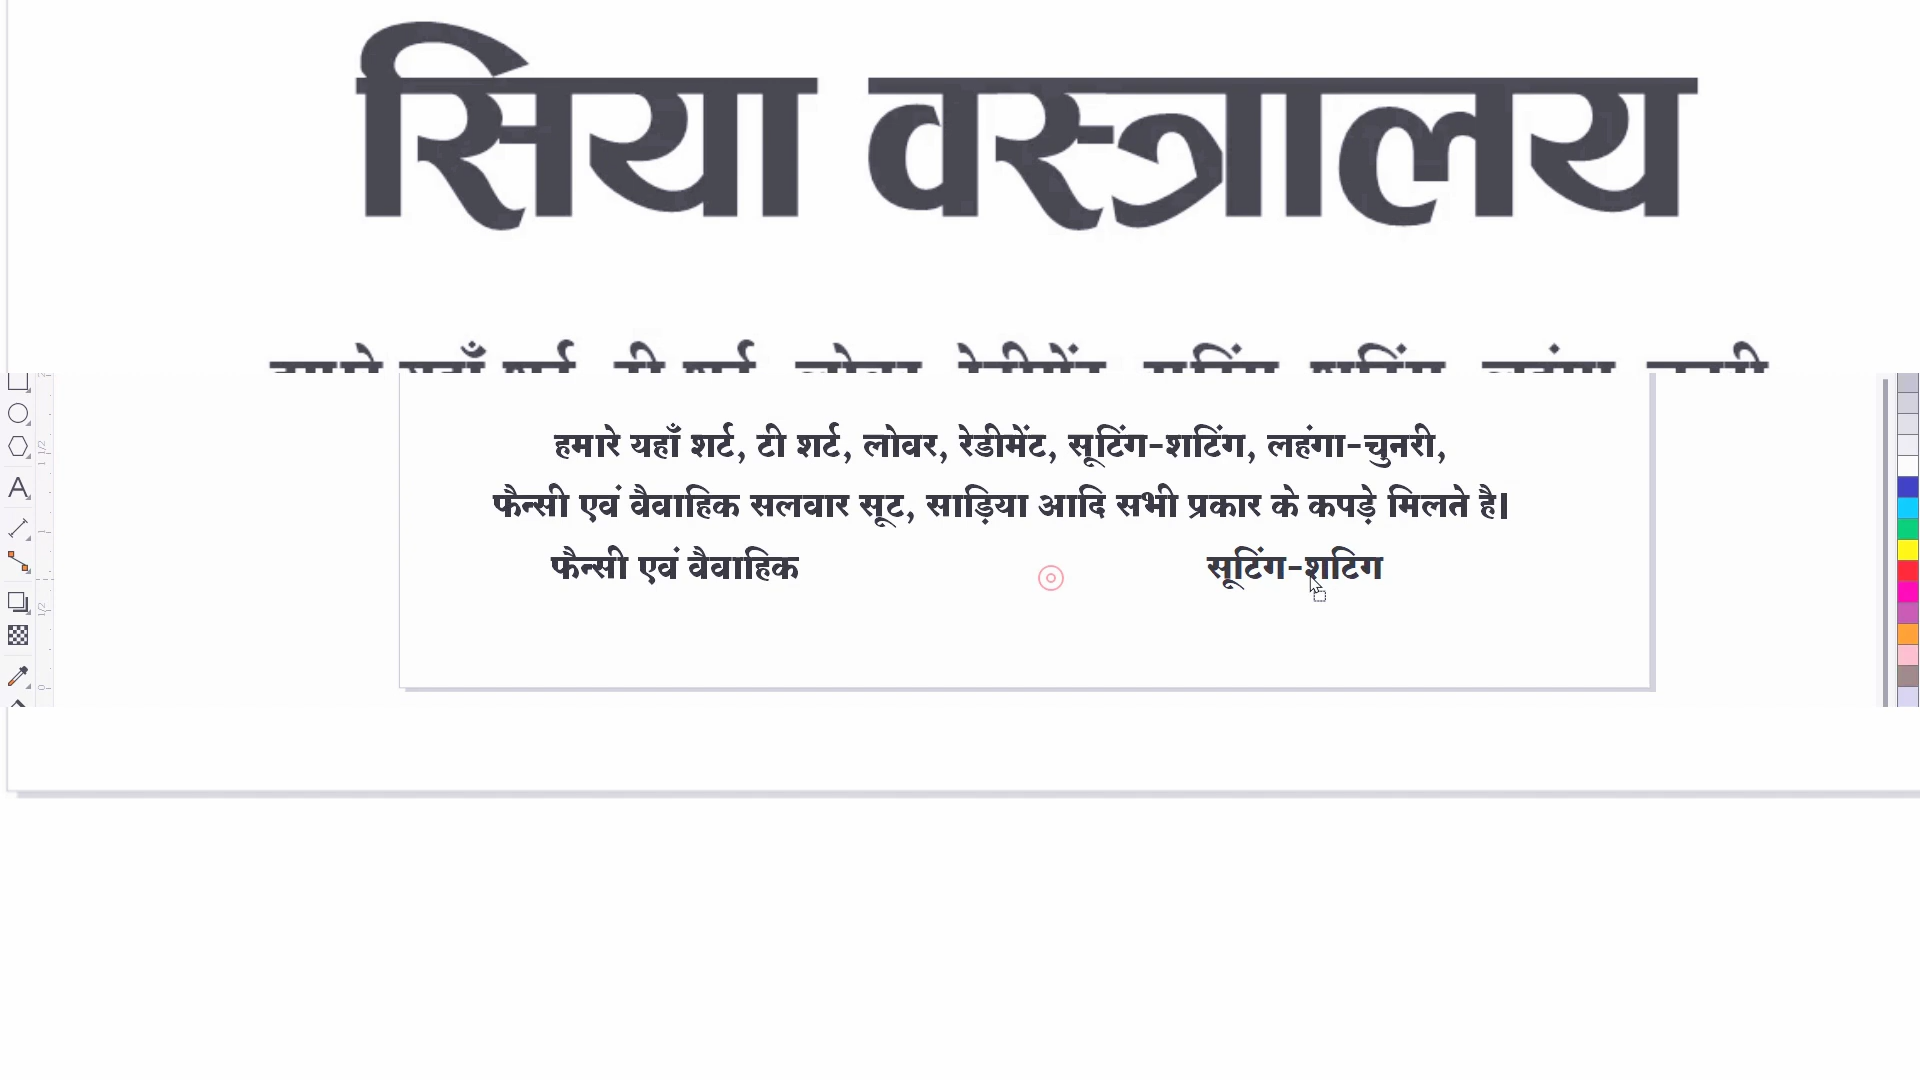 सिया वस्त्रालय
हमारे यहाँ शर्ट, टी शर्ट, लोवर, रेडीमेंट, सूटिंग-शटिंग, लहंगा-चुनरी,
फैन्सी एवं वैवाहिक सलवार सूट, साड़िया आदि सभी प्रकार के कपड़े मिलते है।
फैन्सी एवं वैवाहिक सूटिंग-शटिग